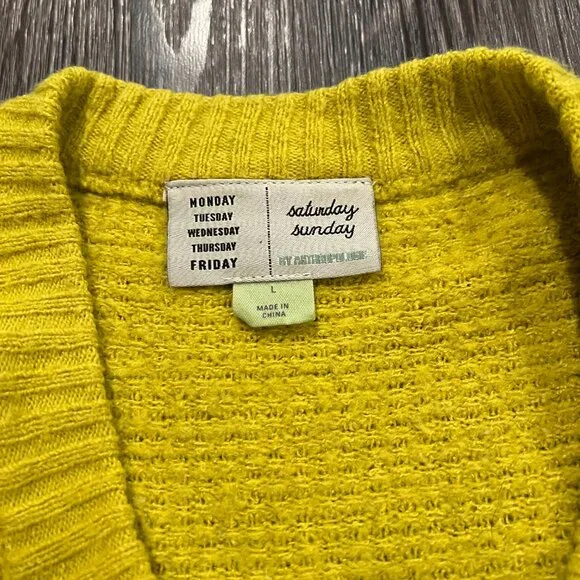 MONDAY
TUESDAY
WEDNESDAY
THURSDAY
FRIDAY
saturday
sunday
BY ANTHROPOLOGIE
L
MADE IN
CHINA